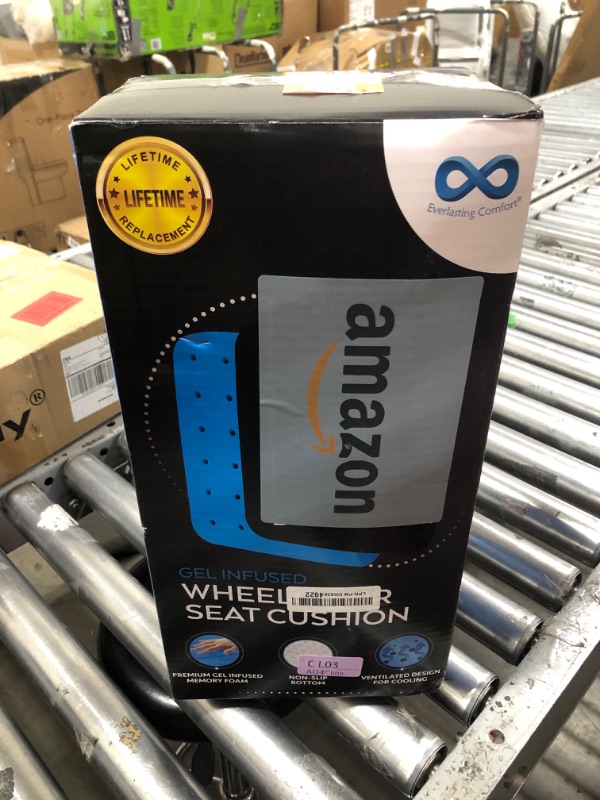 LIFETIME
LIFETIME
REPLACEMENT
Everlasting Comfort®
amazon
GEL INFUSED
SEAT CUSHION
C L03
PREMIUM GEL INFUSED
MEMORY FOAM
NON-SLIP
BOTTOM
VENTILATED DESIGN
FOR COOLING